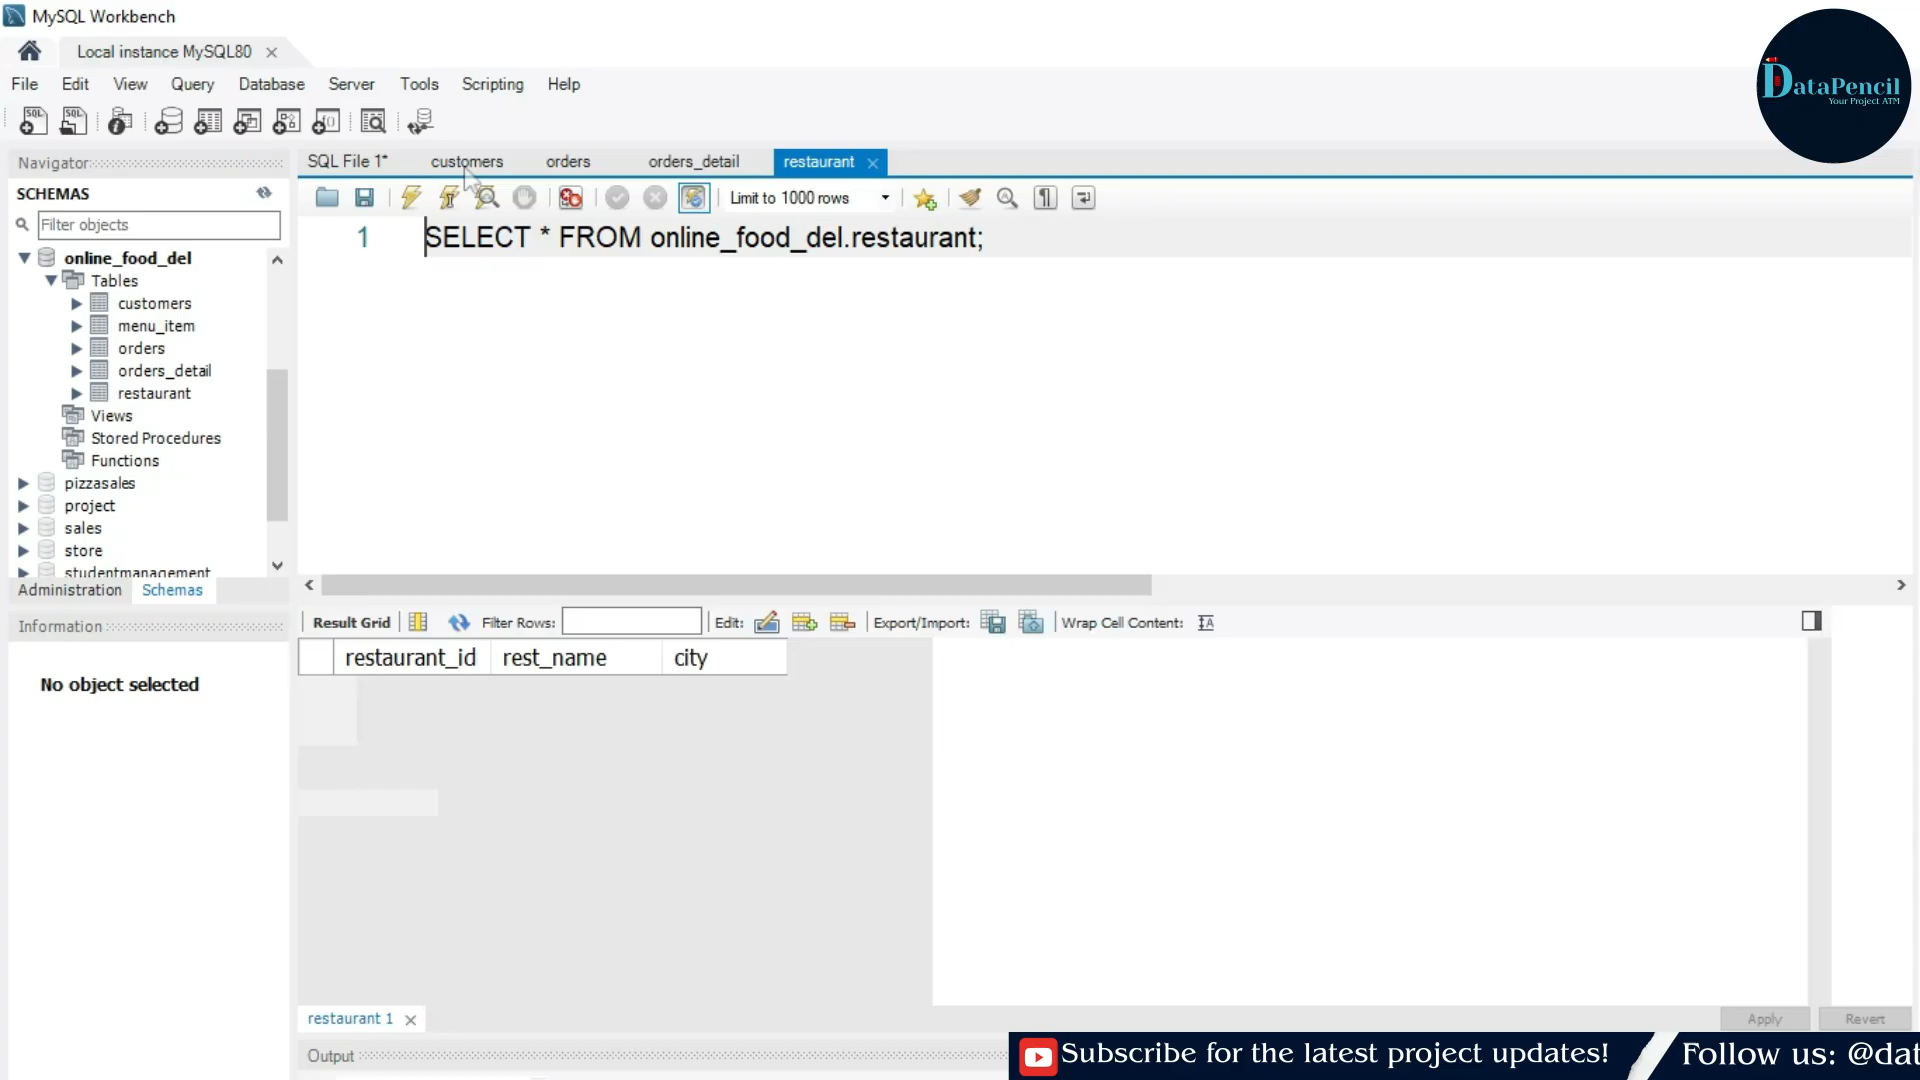 MySQL Workbench
Local instance MySQL80
File Edit View Query Database Server Tools Scripting Help
DataPencil
Your Project ATM
Navigator
SCHEMAS
Filter objects
online_food_del
Tables
customers
menu_item
orders
orders_detail
restaurant
Views
Stored Procedures
Functions
pizzasales
project
sales
store
studentmanagement
Administration Schemas
Information
No object selected
SQL File 1* customers orders orders_detail restaurant
Limit to 1000 rows
1 SELECT * FROM online_food_del.restaurant;
Result Grid Filter Rows: Edit: Export/Import: Wrap Cell Content:
restaurant_id rest_name city
restaurant 1
Apply Revert
Output
Subscribe for the latest project updates!
Follow us: @dat